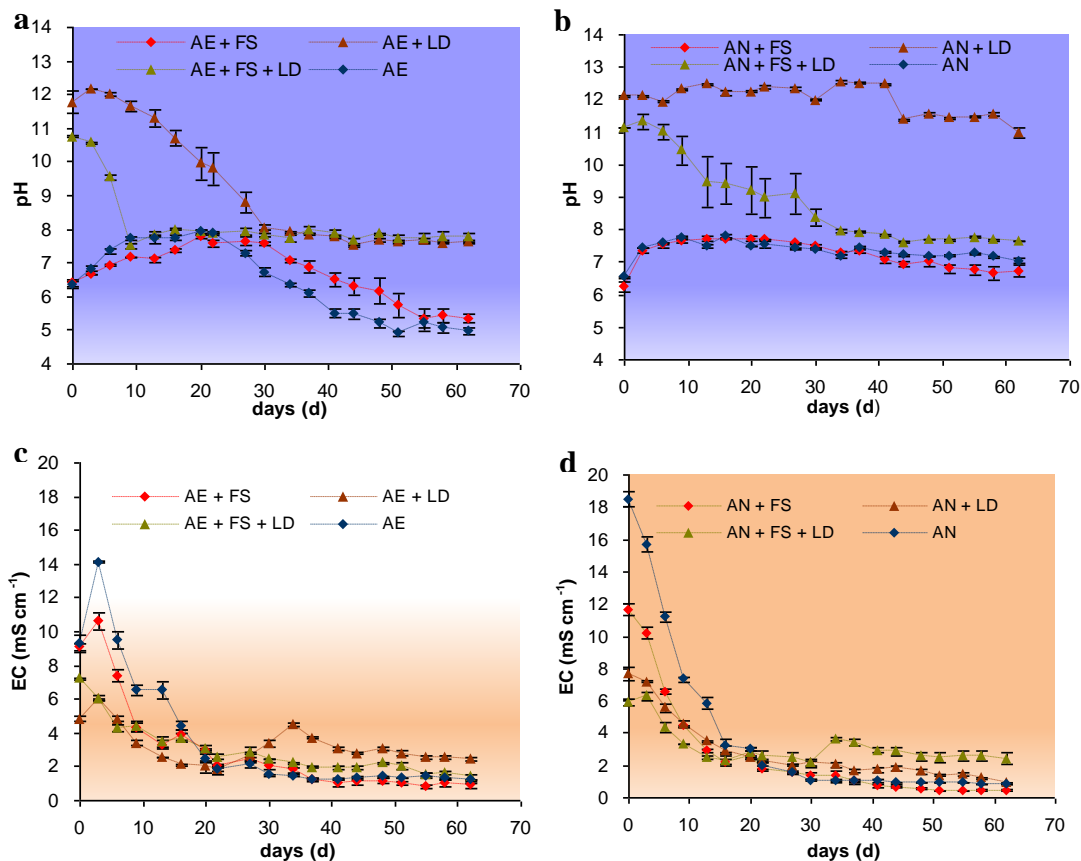 a
AE + FS
AE + LD
AE + FS + LD
AE
pH
14
13
12
11
10
9
8
7
6
5
4
0 10 20 30 40 50 60 70
days (d)
b
AN + FS
AN + LD
AN + FS + LD
AN
pH
14
13
12
11
10
9
8
7
6
5
4
0 10 20 30 40 50 60 70
days (d)
c
AE + FS
AE + LD
AE + FS + LD
AE
EC (mS cm⁻¹)
20
18
16
14
12
10
8
6
4
2
0
0 10 20 30 40 50 60 70
days (d)
d
AN + FS
AN + LD
AN + FS + LD
AN
EC (mS cm⁻¹)
20
18
16
14
12
10
8
6
4
2
0
0 10 20 30 40 50 60 70
days (d)